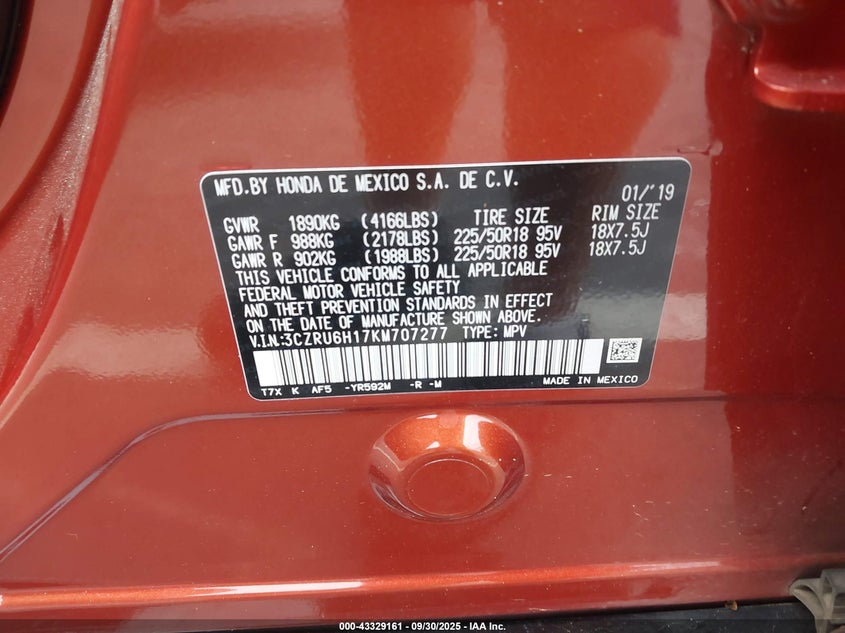 MFD.BY HONDA DE MEXICO S.A. DE C.V.
01/'19
GVWR 1890KG (4166LBS) TIRE SIZE RIM SIZE
GAWR F 988KG (2178LBS) 225/50R18 95V 18X7.5J
GAWR R 902KG (1988LBS) 225/50R18 95V 18X7.5J
THIS VEHICLE CONFORMS TO ALL APPLICABLE
FEDERAL MOTOR VEHICLE SAFETY
AND THEFT PREVENTION STANDARDS IN EFFECT
ON THE DATE OF MANUFACTURE SHOWN ABOVE.
V.I.N:3CZRU6H17KM707277 TYPE: MPV
T7X K AF5 -YR592M -R -M MADE IN MEXICO
000-43329161 - 09/30/2025 - IAA Inc.